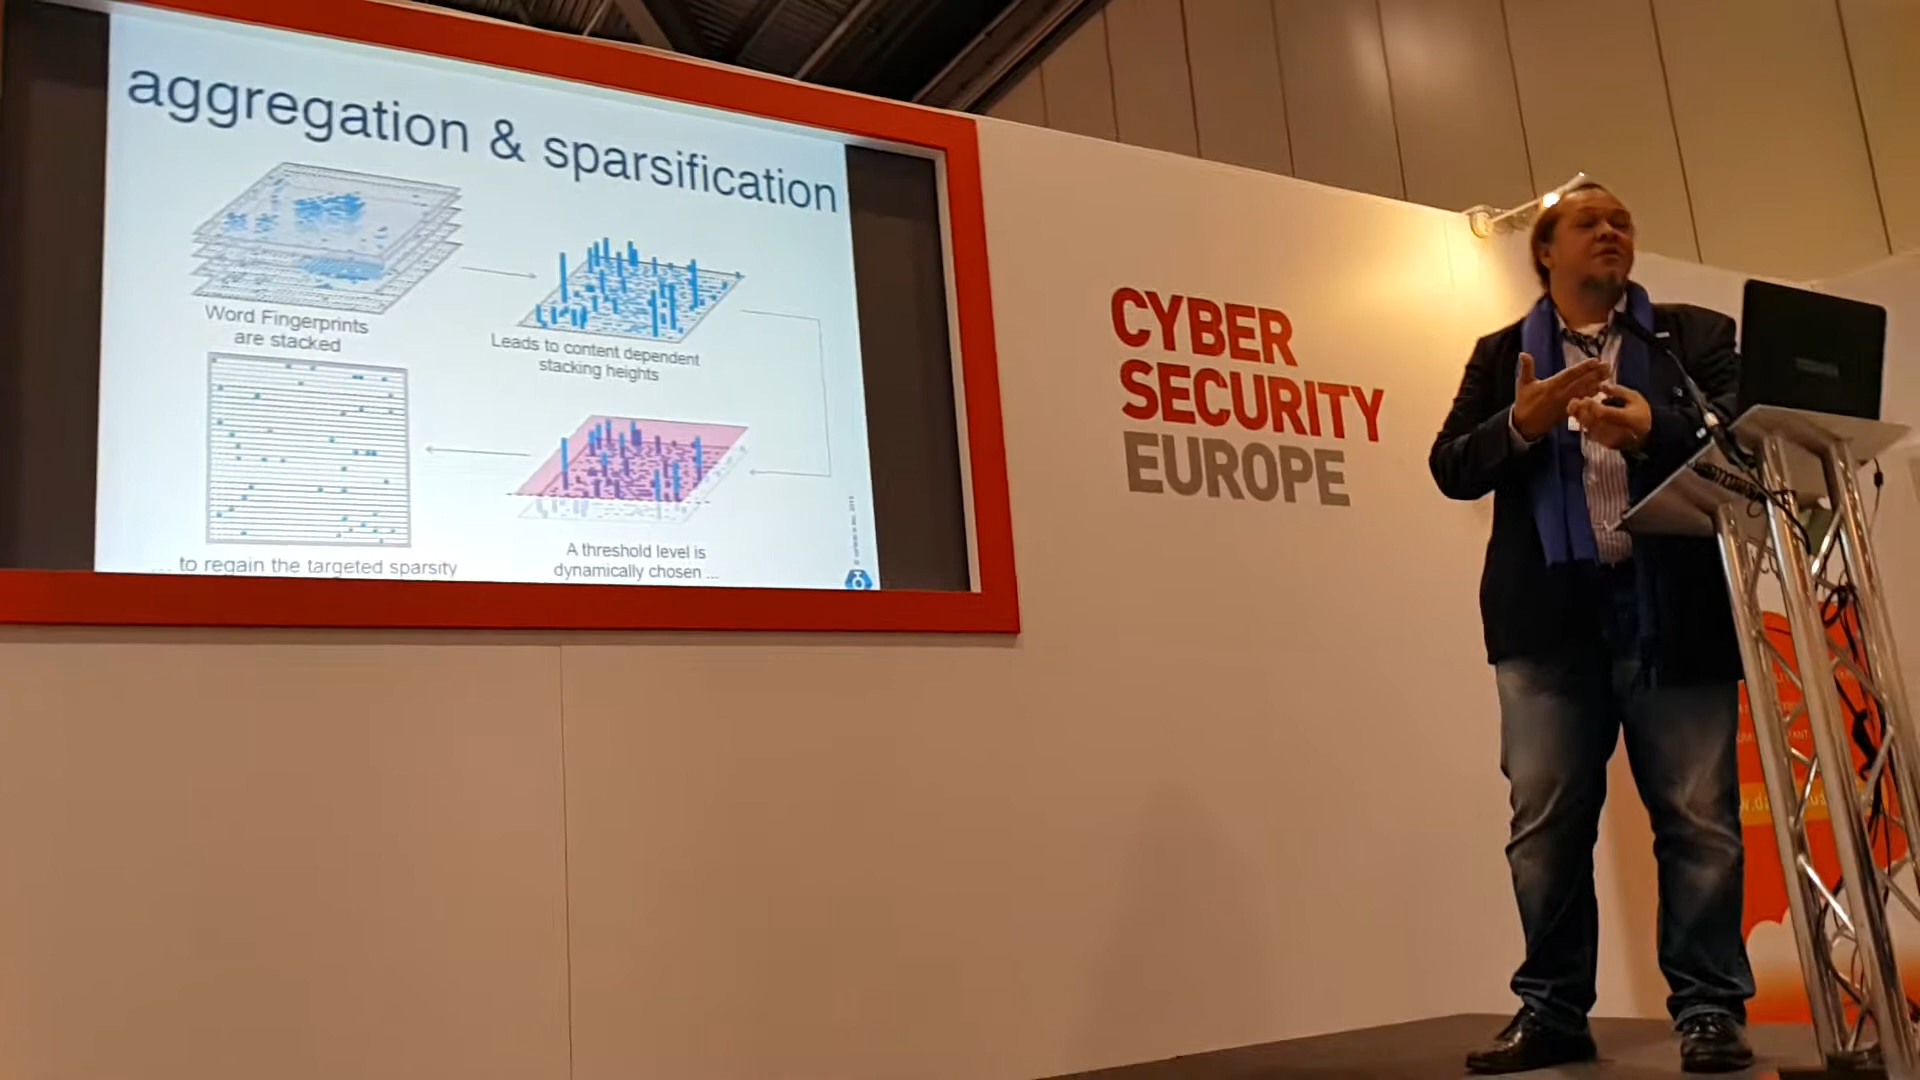 aggregation & sparsification
Word Fingerprints
are stacked
Leads to content dependent
stacking heights
A threshold level is
dynamically chosen ...
... to regain the targeted sparsity
CYBER
SECURITY
EUROPE